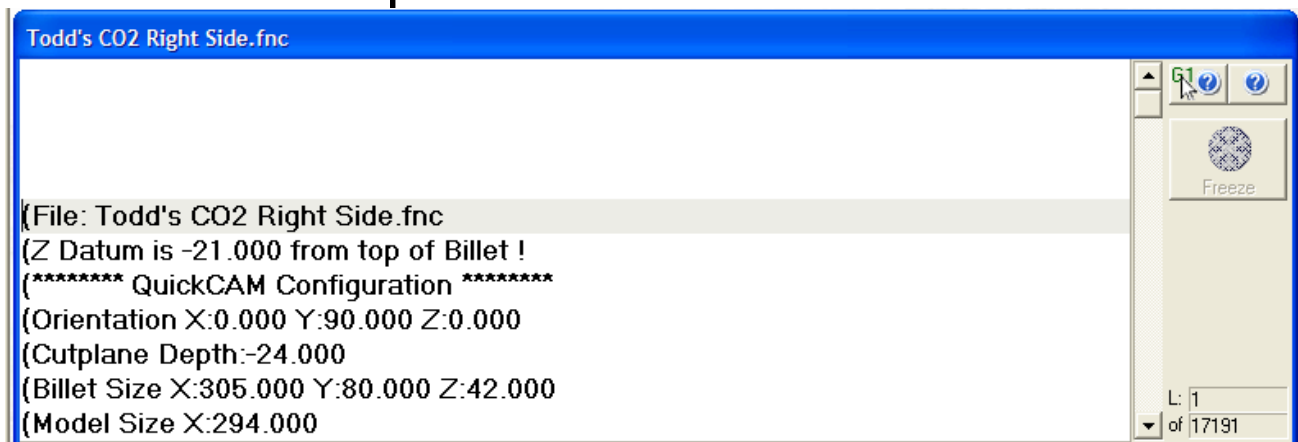 Todd's CO2 Right Side.fnc
G1
Freeze
(File: Todd's CO2 Right Side.fnc
(Z Datum is -21.000 from top of Billet !
(******** QuickCAM Configuration ********
(Orientation X:0.000 Y:90.000 Z:0.000
(Cutplane Depth:-24.000
(Billet Size X:305.000 Y:80.000 Z:42.000
(Model Size X:294.000
L: 1
of 17191